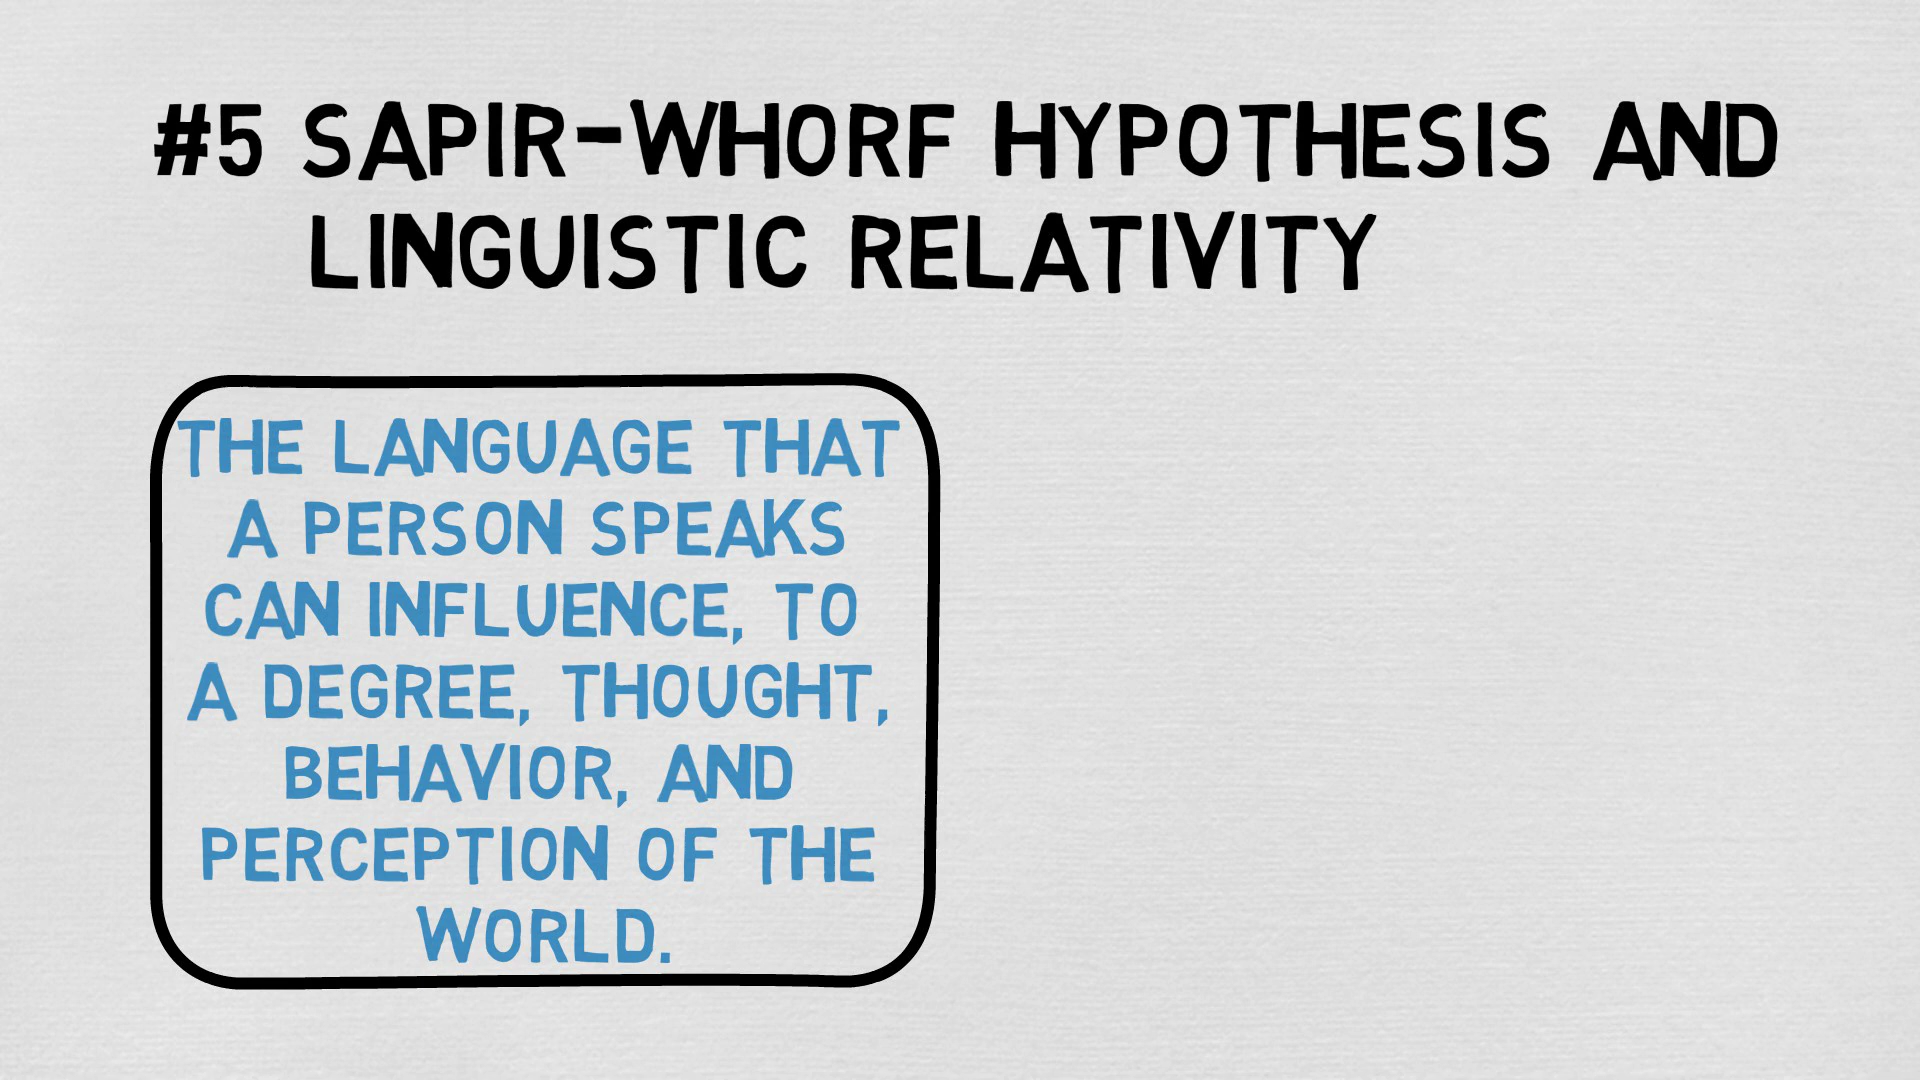 #5 SAPIR-WHORF HYPOTHESIS AND
LINGUISTIC RELATIVITY
THE LANGUAGE THAT
A PERSON SPEAKS
CAN INFLUENCE, TO
A DEGREE, THOUGHT,
BEHAVIOR, AND
PERCEPTION OF THE
WORLD.